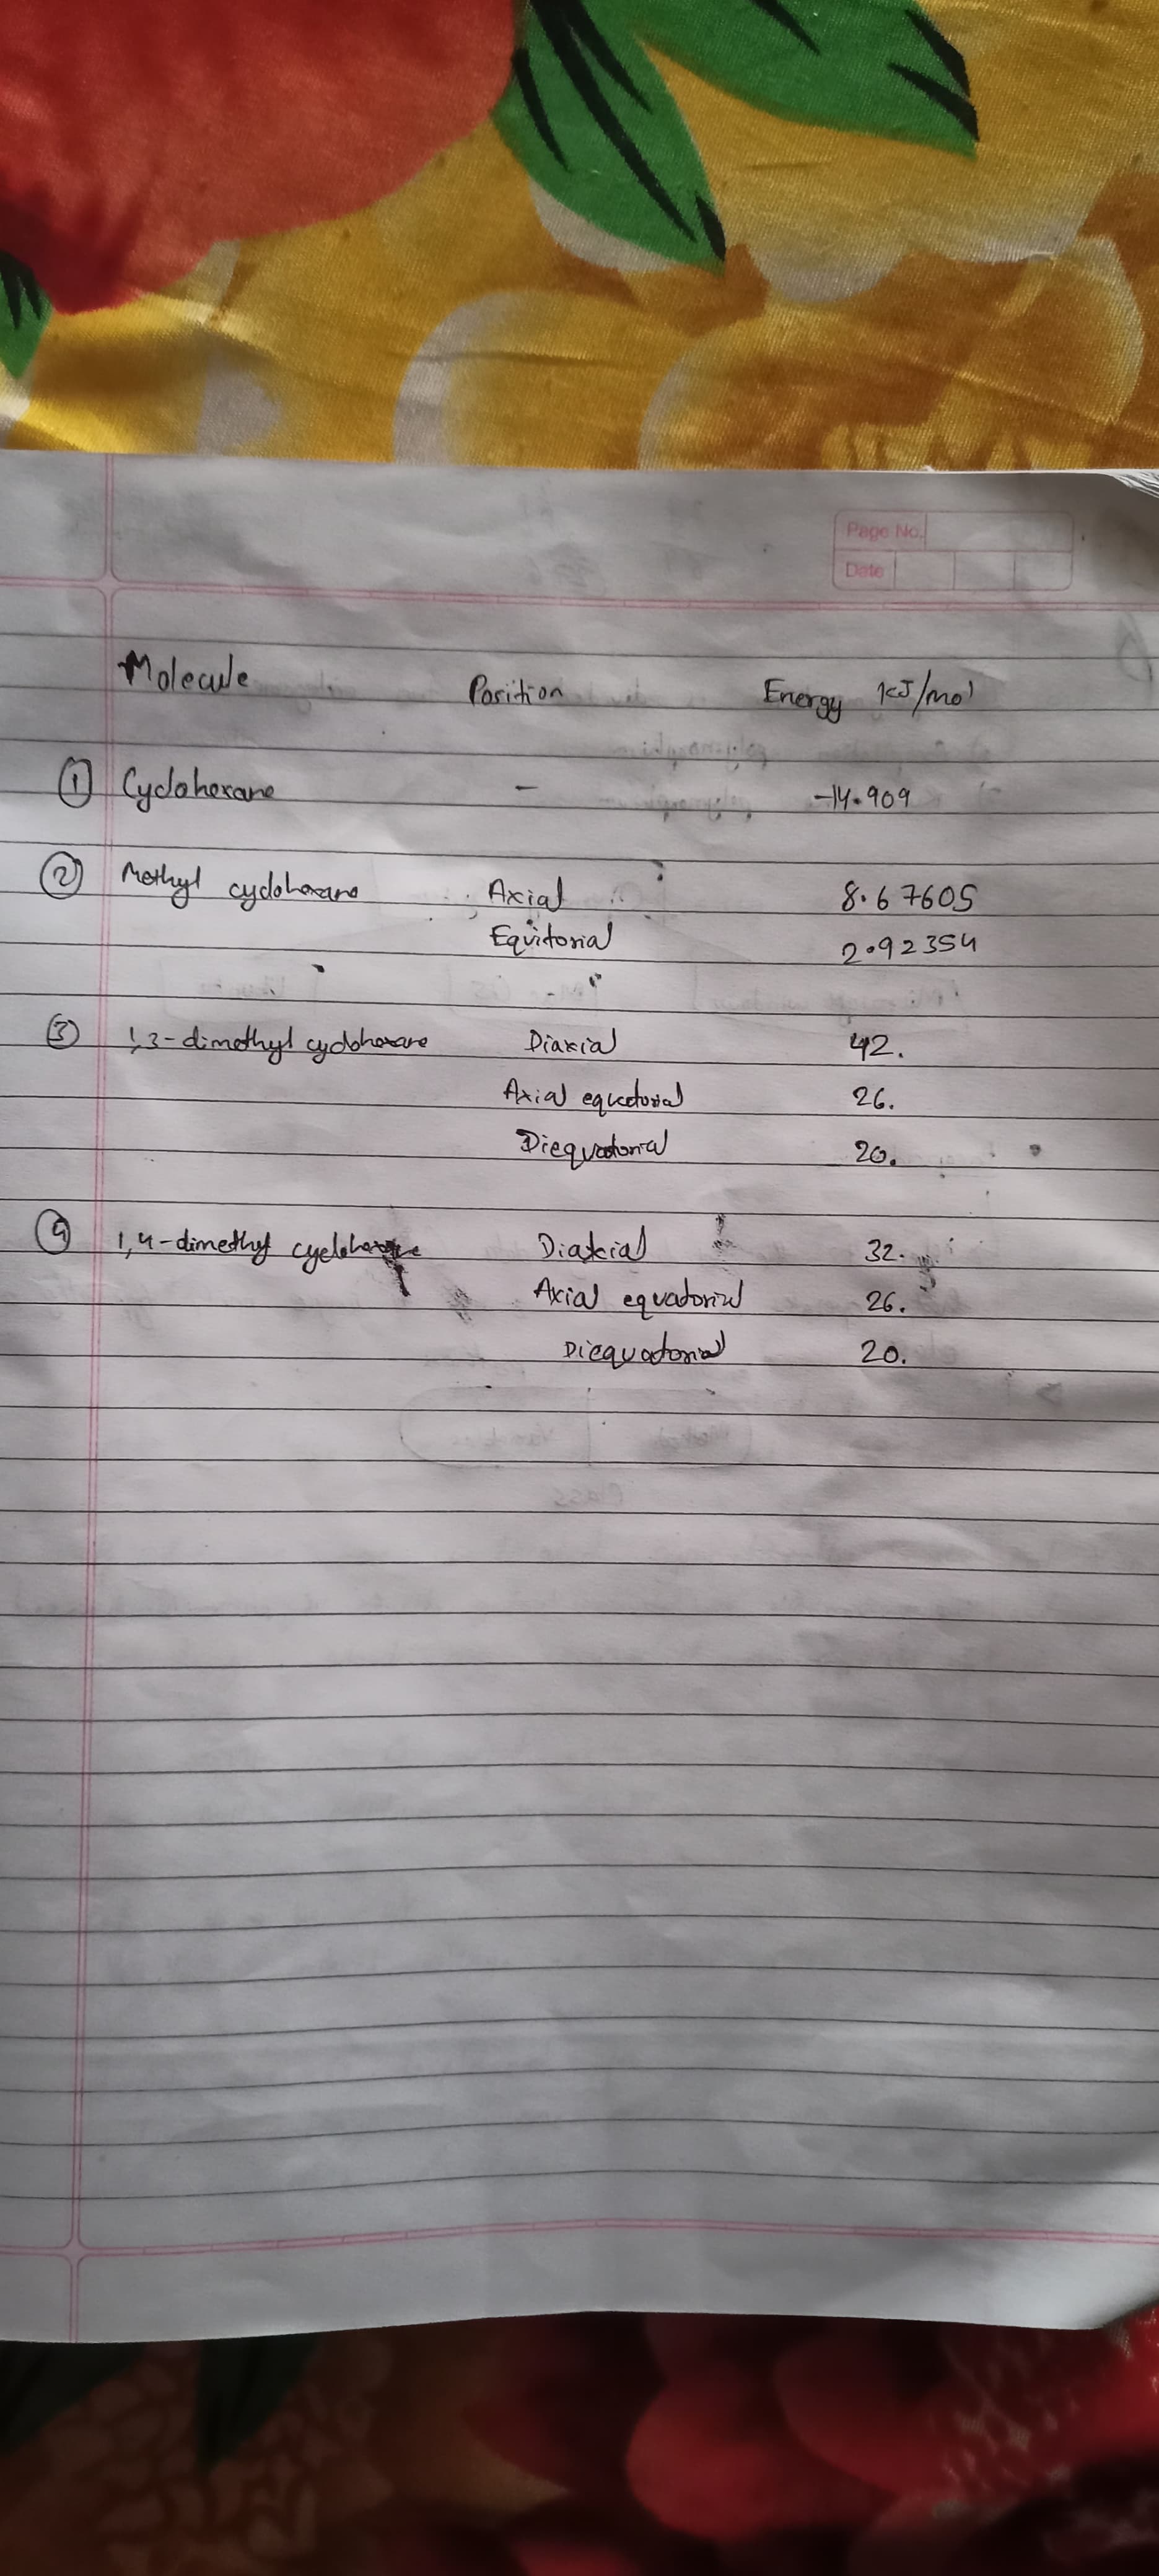 Page No.
Date
Molecule Position Energy KJ/mol
① Cyclohexane - -14.909
② Methyl cyclohexane Axial 8.67605
Equitorial 2.92354
③ 1,3-dimethyl cyclohexane Diaxial 42.
Axial equatorial 26.
Diequatorial 20.
④ 1,4-dimethyl cyclohexane Diaxial 32.
Axial equatorial 26.
Diequatorial 20.